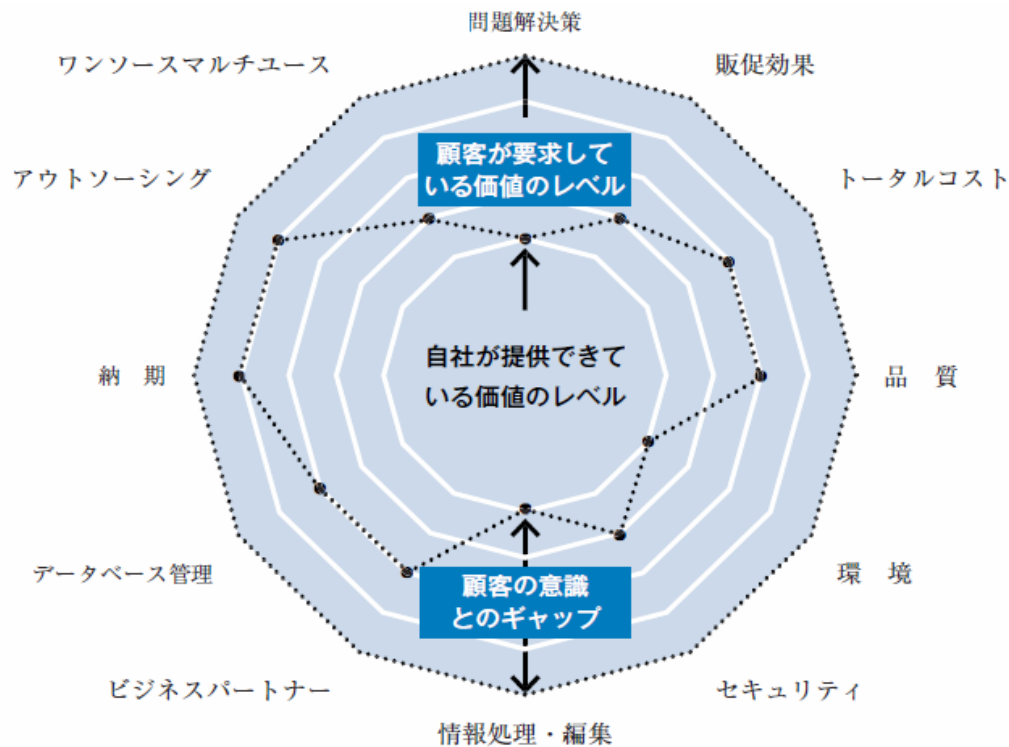 問題解決策
ワンソースマルチユース
販促効果
顧客が要求して
いる価値のレベル
アウトソーシング
トータルコスト
自社が提供できて
いる価値のレベル
納　期
品　質
データベース管理
顧客の意識
とのギャップ
環　境
ビジネスパートナー
セキュリティ
情報処理・編集